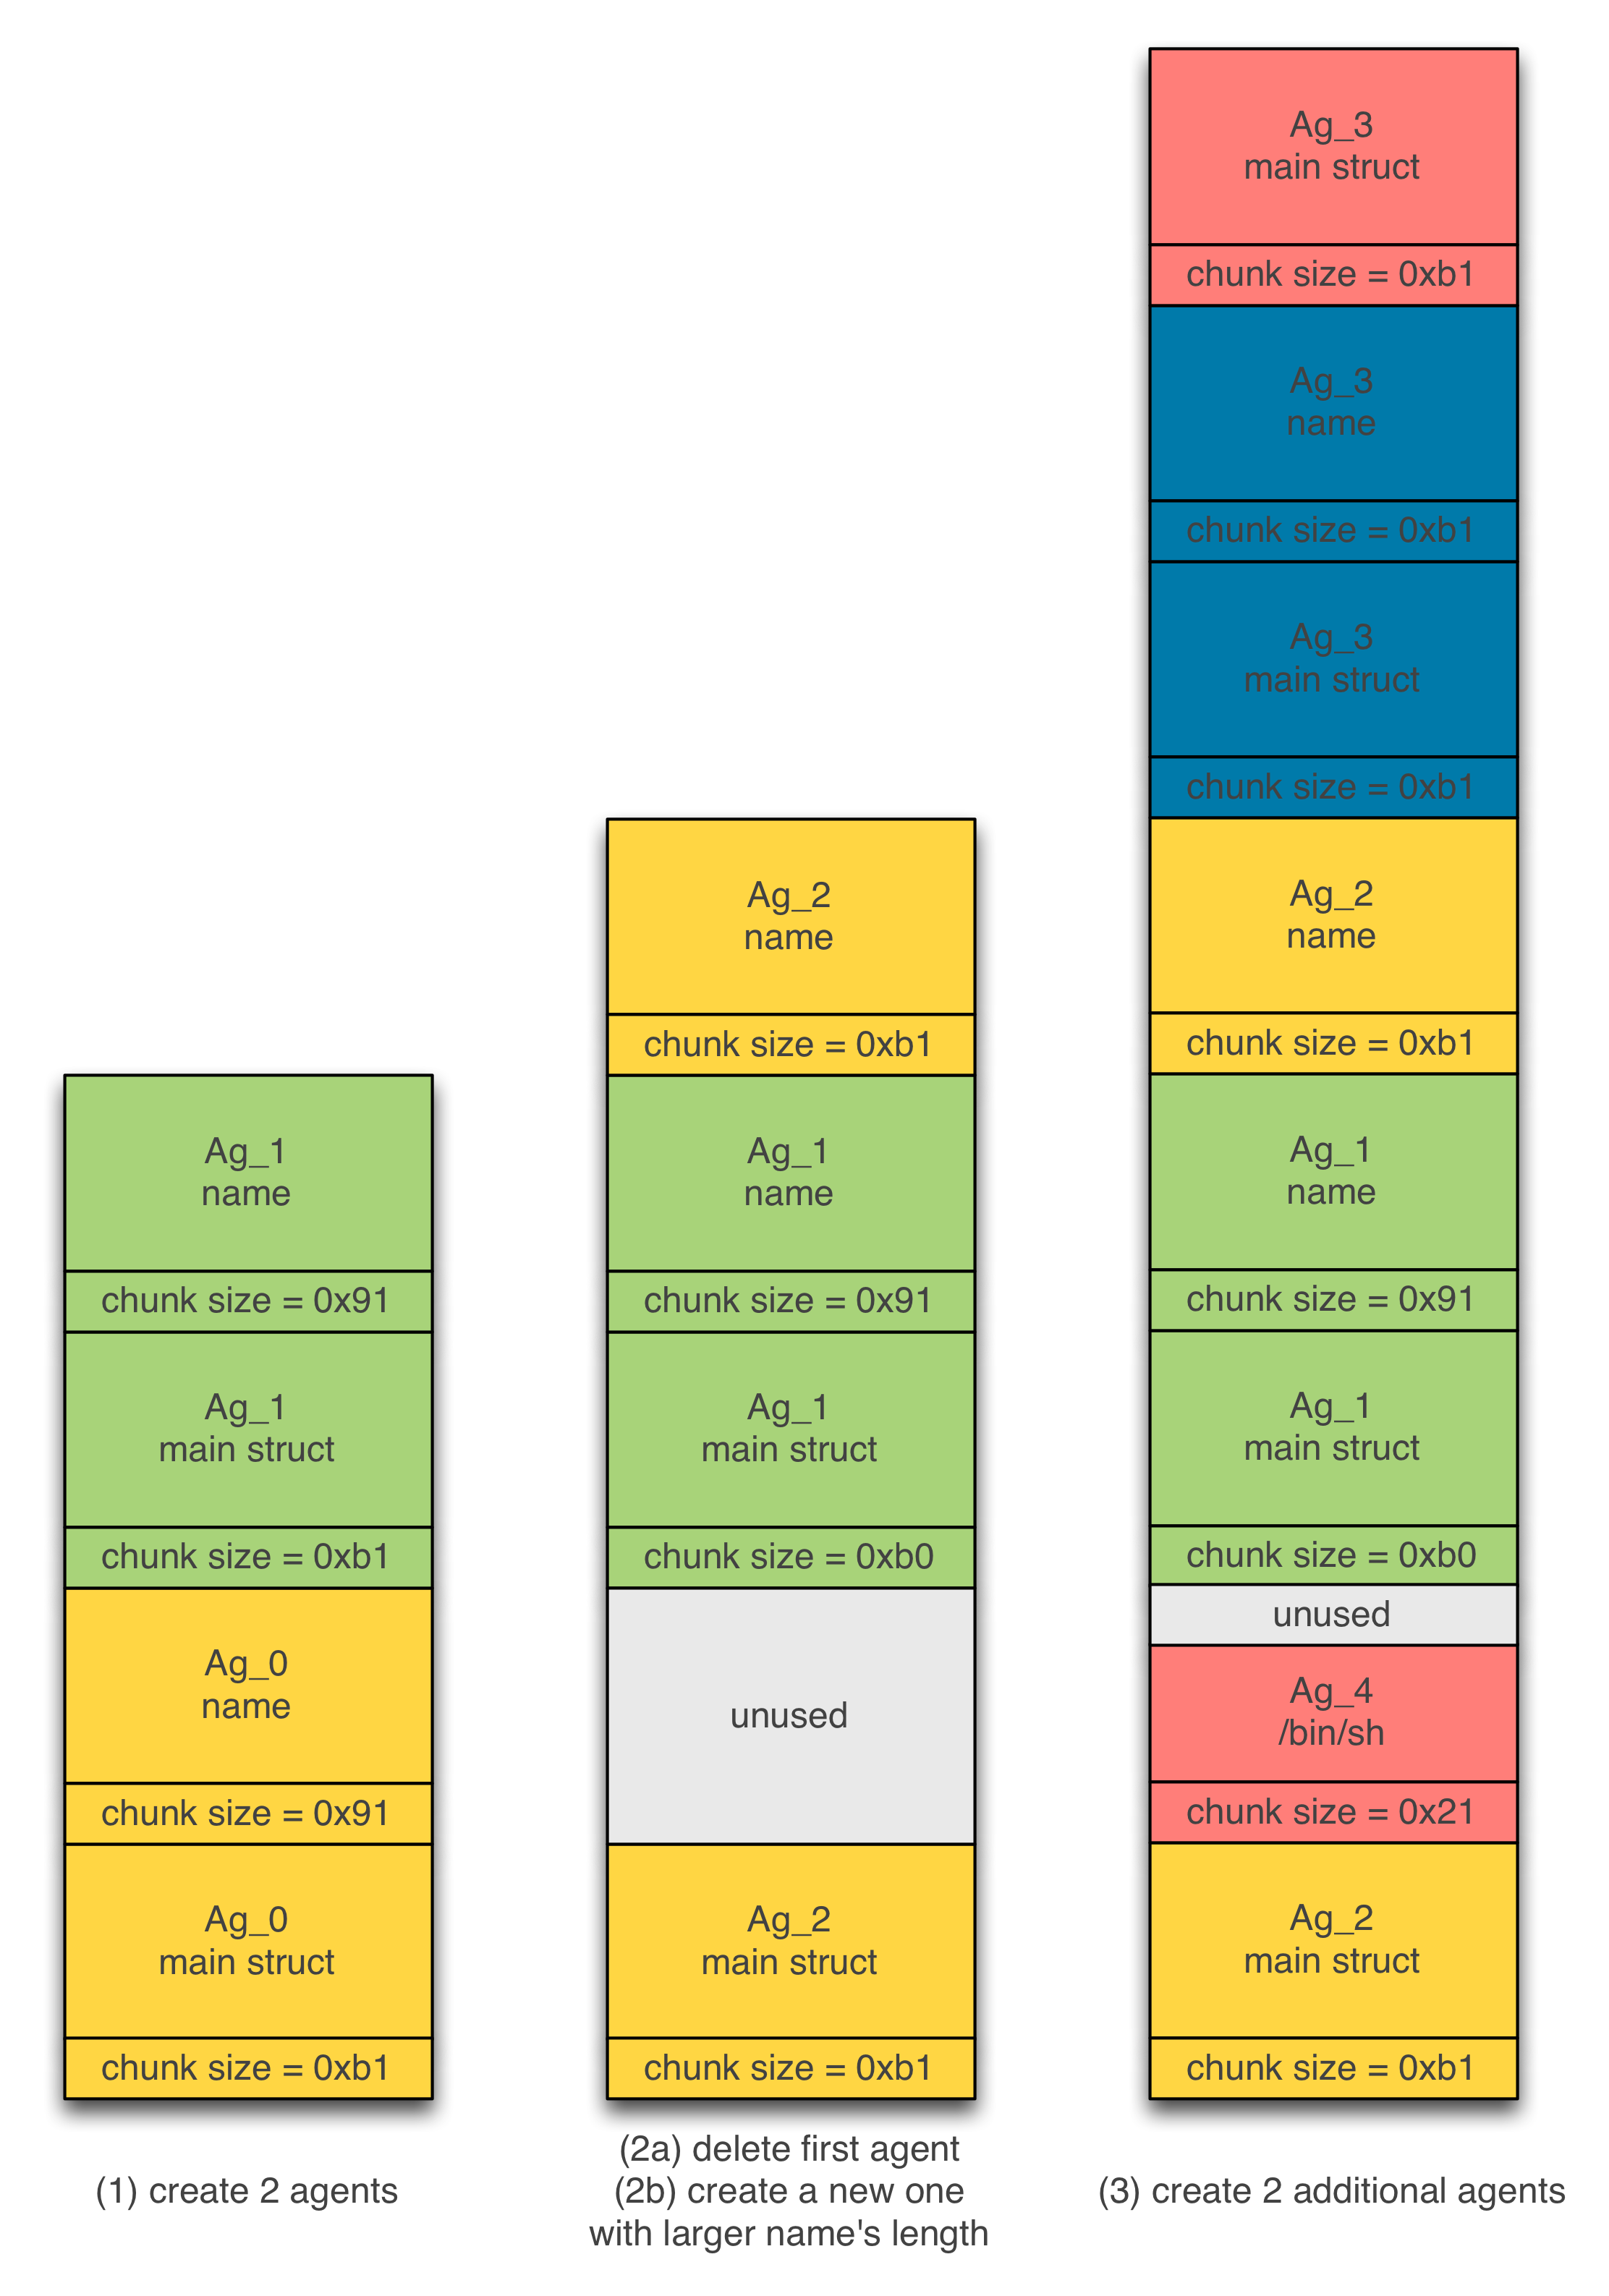 Ag_1
name
chunk size = 0x91
Ag_1
main struct
chunk size = 0xb1
Ag_0
name
chunk size = 0x91
Ag_0
main struct
chunk size = 0xb1
(1) create 2 agents
Ag_2
name
chunk size = 0xb1
Ag_1
name
chunk size = 0x91
Ag_1
main struct
chunk size = 0xb0
unused
Ag_2
main struct
chunk size = 0xb1
(2a) delete first agent
(2b) create a new one
with larger name's length
Ag_3
main struct
chunk size = 0xb1
Ag_3
name
chunk size = 0xb1
Ag_3
main struct
chunk size = 0xb1
Ag_2
name
chunk size = 0xb1
Ag_1
name
chunk size = 0x91
Ag_1
main struct
chunk size = 0xb0
unused
Ag_4
/bin/sh
chunk size = 0x21
Ag_2
main struct
chunk size = 0xb1
(3) create 2 additional agents